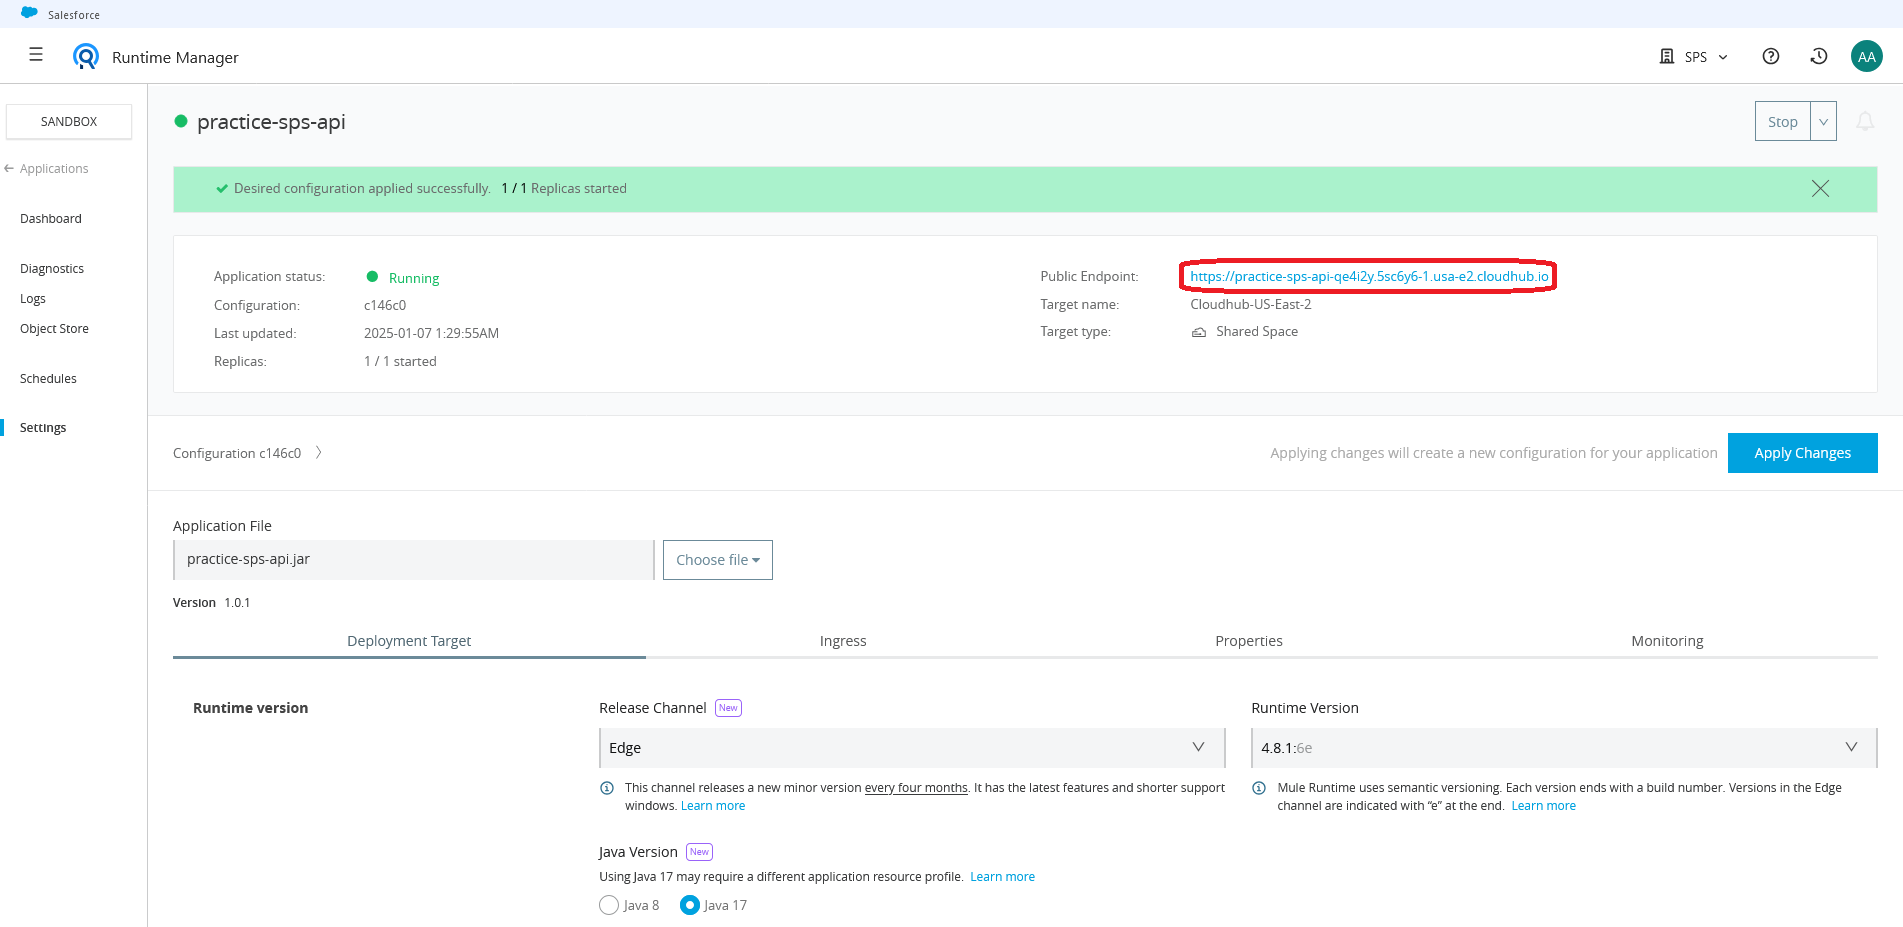 Salesforce
Runtime Manager
SPS
AA
SANDBOX
Applications
Dashboard
Diagnostics
Logs
Object Store
Schedules
Settings
practice-sps-api
Stop
Desired configuration applied successfully. 1 / 1 Replicas started
Application status: Running
Configuration: c146c0
Last updated: 2025-01-07 1:29:55AM
Replicas: 1 / 1 started
Public Endpoint: https://practice-sps-api-qe4i2y.5sc6y6-1.usa-e2.cloudhub.io
Target name: Cloudhub-US-East-2
Target type: Shared Space
Configuration c146c0
Applying changes will create a new configuration for your application
Apply Changes
Application File
practice-sps-api.jar
Choose file
Version 1.0.1
Deployment Target Ingress Properties Monitoring
Runtime version
Release Channel New
Edge
This channel releases a new minor version every four months. It has the latest features and shorter support
windows. Learn more
Runtime Version
4.8.1:6e
Mule Runtime uses semantic versioning. Each version ends with a build number. Versions in the Edge
channel are indicated with “e” at the end. Learn more
Java Version New
Using Java 17 may require a different application resource profile. Learn more
Java 8 Java 17